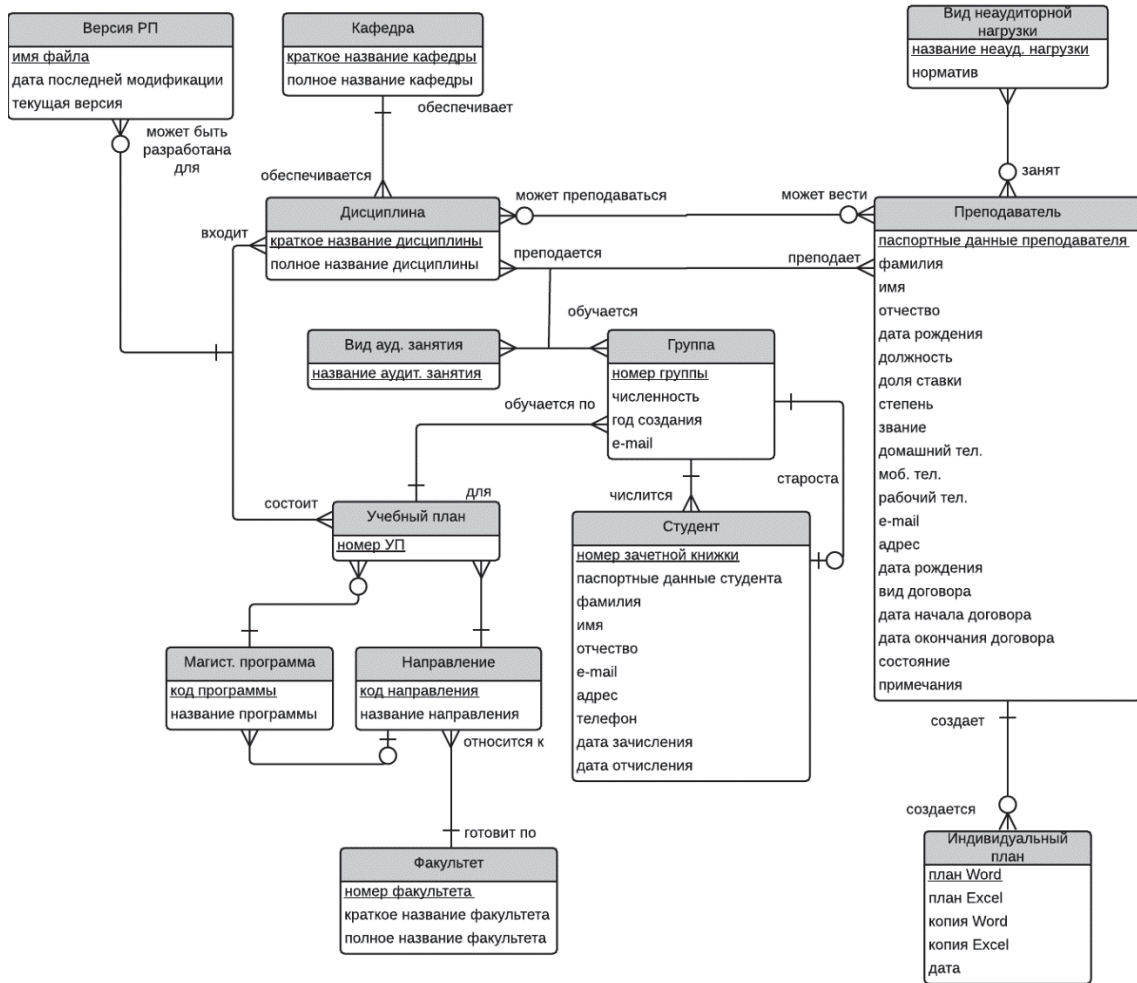 Версия РП
имя файла
дата последней модификации
текущая версия
Кафедра
краткое название кафедры
полное название кафедры
Вид неаудиторной
нагрузки
название неауд. нагрузки
норматив
может быть
разработана
для
обеспечивает
обеспечивается
занят
входит
Дисциплина
краткое название дисциплины
полное название дисциплины
может преподаваться
может вести
преподается
преподает
Преподаватель
паспортные данные преподавателя
фамилия
имя
отчество
дата рождения
должность
доля ставки
степень
звание
домашний тел.
моб. тел.
рабочий тел.
e-mail
адрес
дата рождения
вид договора
дата начала договора
дата окончания договора
состояние
примечания
обучается
Вид ауд. занятия
название аудит. занятия
Группа
номер группы
численность
год создания
e-mail
обучается по
староста
числится
состоит
для
Учебный план
номер УП
Студент
номер зачетной книжки
паспортные данные студента
фамилия
имя
отчество
e-mail
адрес
телефон
дата зачисления
дата отчисления
Магист. программа
код программы
название программы
Направление
код направления
название направления
относится к
готовит по
Факультет
номер факультета
краткое название факультета
полное название факультета
создает
создается
Индивидуальный
план
план Word
план Excel
копия Word
копия Excel
дата